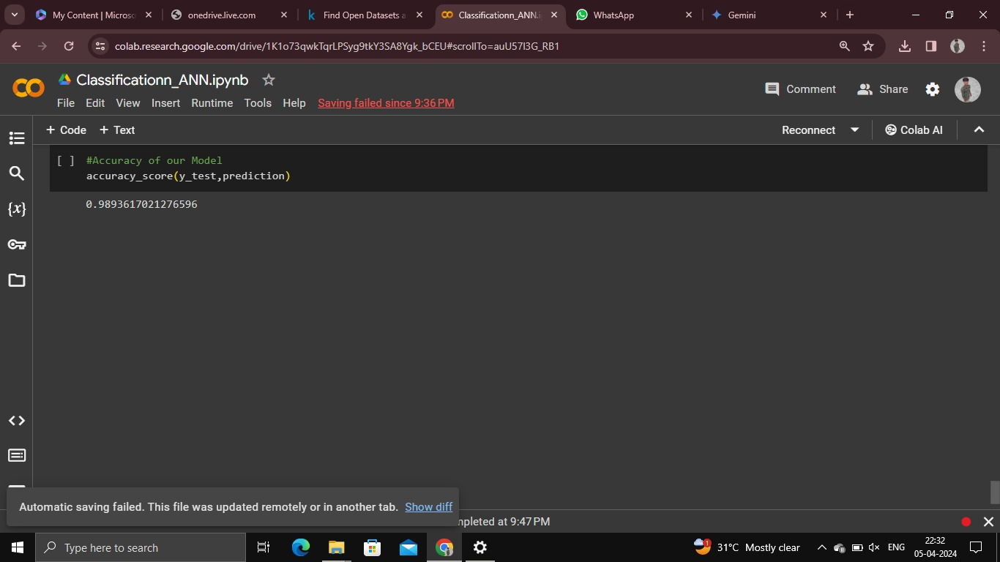 My Content | Microso
onedrive.live.com
Find Open Datasets a
Classificationn_ANN.i
WhatsApp
Gemini
colab.research.google.com/drive/1K1o73qwkTqrLPSyg9tkY3SA8Ygk_bCEU#scrollTo=auU57l3G_RB1
Classificationn_ANN.ipynb
Comment
Share
File Edit View Insert Runtime Tools Help Saving failed since 9:36 PM
+ Code + Text
Reconnect
Colab AI
[ ] #Accuracy of our Model
accuracy_score(y_test,prediction)
0.9893617021276596
{x}
Automatic saving failed. This file was updated remotely or in another tab. Show diff
mpleted at 9:47 PM
Type here to search
1
31°C Mostly clear
ENG
22:32
05-04-2024